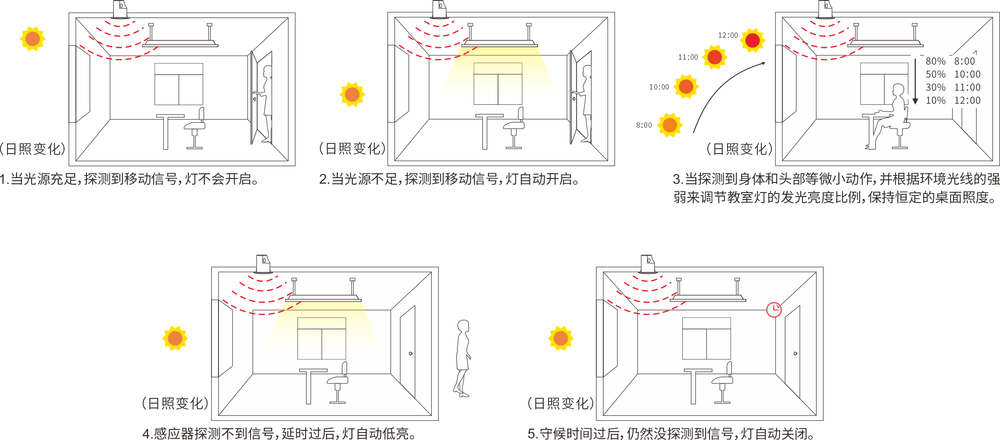 (日照变化)
1.当光源充足,探测到移动信号,灯不会开启。
(日照变化)
2.当光源不足,探测到移动信号,灯自动开启。
12:00
11:00
10:00
8:00
80% 8:00
50% 10:00
30% 11:00
10% 12:00
(日照变化)
3.当探测到身体和头部等微小动作,并根据环境光线的强
弱来调节教室灯的发光亮度比例,保持恒定的桌面照度。
(日照变化)
4.感应器探测不到信号,延时过后,灯自动低亮。
(日照变化)
5.守候时间过后,仍然没探测到信号,灯自动关闭。